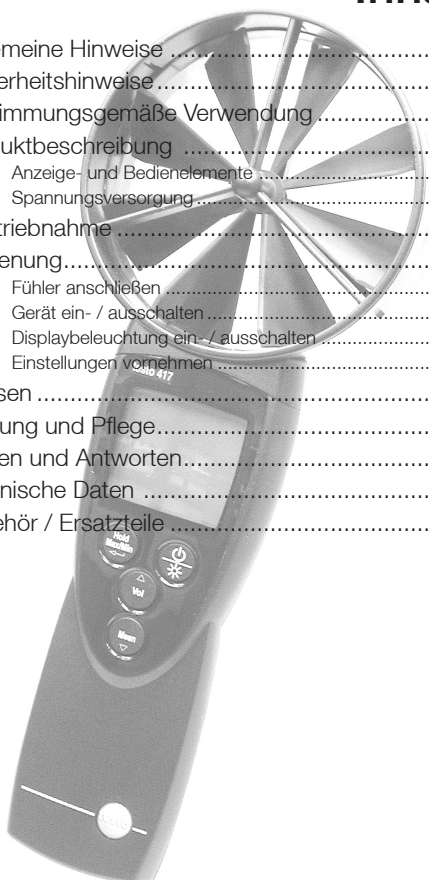 emeine Hinweise ....................................
erheitshinweise....................................
timmungsgemäße Verwendung ................
uktbeschreibung ....................................
Anzeige- und Bedienelemente ................
Spannungsversorgung................................
triebnahme ....................................
enung....................................
Fühler anschließen ................................
Gerät ein- / ausschalten................................
Displaybeleuchtung ein- / ausschalten ................
Einstellungen vornehmen ................................
sen ....................................
ung und Pflege....................................
en und Antworten................................
nische Daten ....................................
ehör / Ersatzteile ................................
testo 417
Hold
Max/Min
Vol
Mean